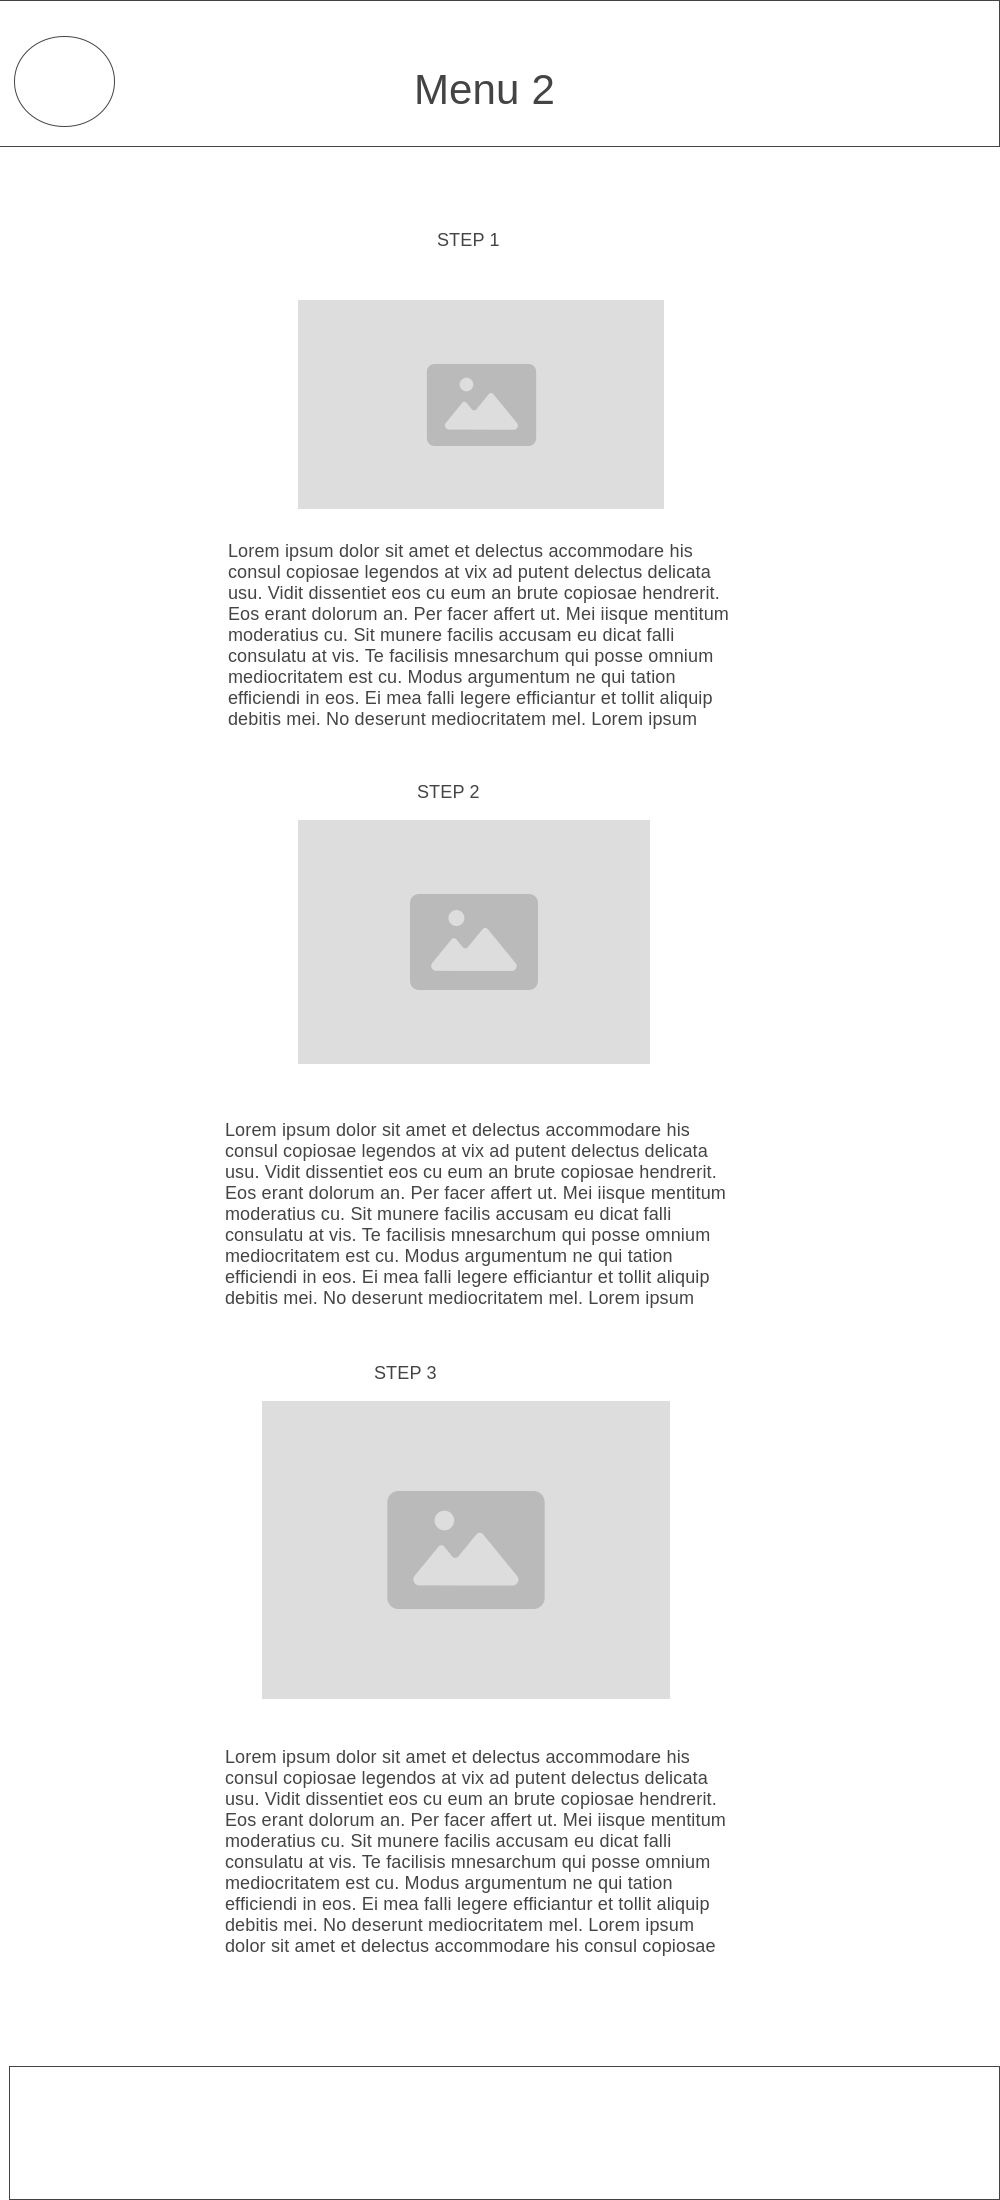 Menu 2
STEP 1
Lorem ipsum dolor sit amet et delectus accommodare his
consul copiosae legendos at vix ad putent delectus delicata
usu. Vidit dissentiet eos cu eum an brute copiosae hendrerit.
Eos erant dolorum an. Per facer affert ut. Mei iisque mentitum
moderatius cu. Sit munere facilis accusam eu dicat falli
consulatu at vis. Te facilisis mnesarchum qui posse omnium
mediocritatem est cu. Modus argumentum ne qui tation
efficiendi in eos. Ei mea falli legere efficiantur et tollit aliquip
debitis mei. No deserunt mediocritatem mel. Lorem ipsum
STEP 2
Lorem ipsum dolor sit amet et delectus accommodare his
consul copiosae legendos at vix ad putent delectus delicata
usu. Vidit dissentiet eos cu eum an brute copiosae hendrerit.
Eos erant dolorum an. Per facer affert ut. Mei iisque mentitum
moderatius cu. Sit munere facilis accusam eu dicat falli
consulatu at vis. Te facilisis mnesarchum qui posse omnium
mediocritatem est cu. Modus argumentum ne qui tation
efficiendi in eos. Ei mea falli legere efficiantur et tollit aliquip
debitis mei. No deserunt mediocritatem mel. Lorem ipsum
STEP 3
Lorem ipsum dolor sit amet et delectus accommodare his
consul copiosae legendos at vix ad putent delectus delicata
usu. Vidit dissentiet eos cu eum an brute copiosae hendrerit.
Eos erant dolorum an. Per facer affert ut. Mei iisque mentitum
moderatius cu. Sit munere facilis accusam eu dicat falli
consulatu at vis. Te facilisis mnesarchum qui posse omnium
mediocritatem est cu. Modus argumentum ne qui tation
efficiendi in eos. Ei mea falli legere efficiantur et tollit aliquip
debitis mei. No deserunt mediocritatem mel. Lorem ipsum
dolor sit amet et delectus accommodare his consul copiosae